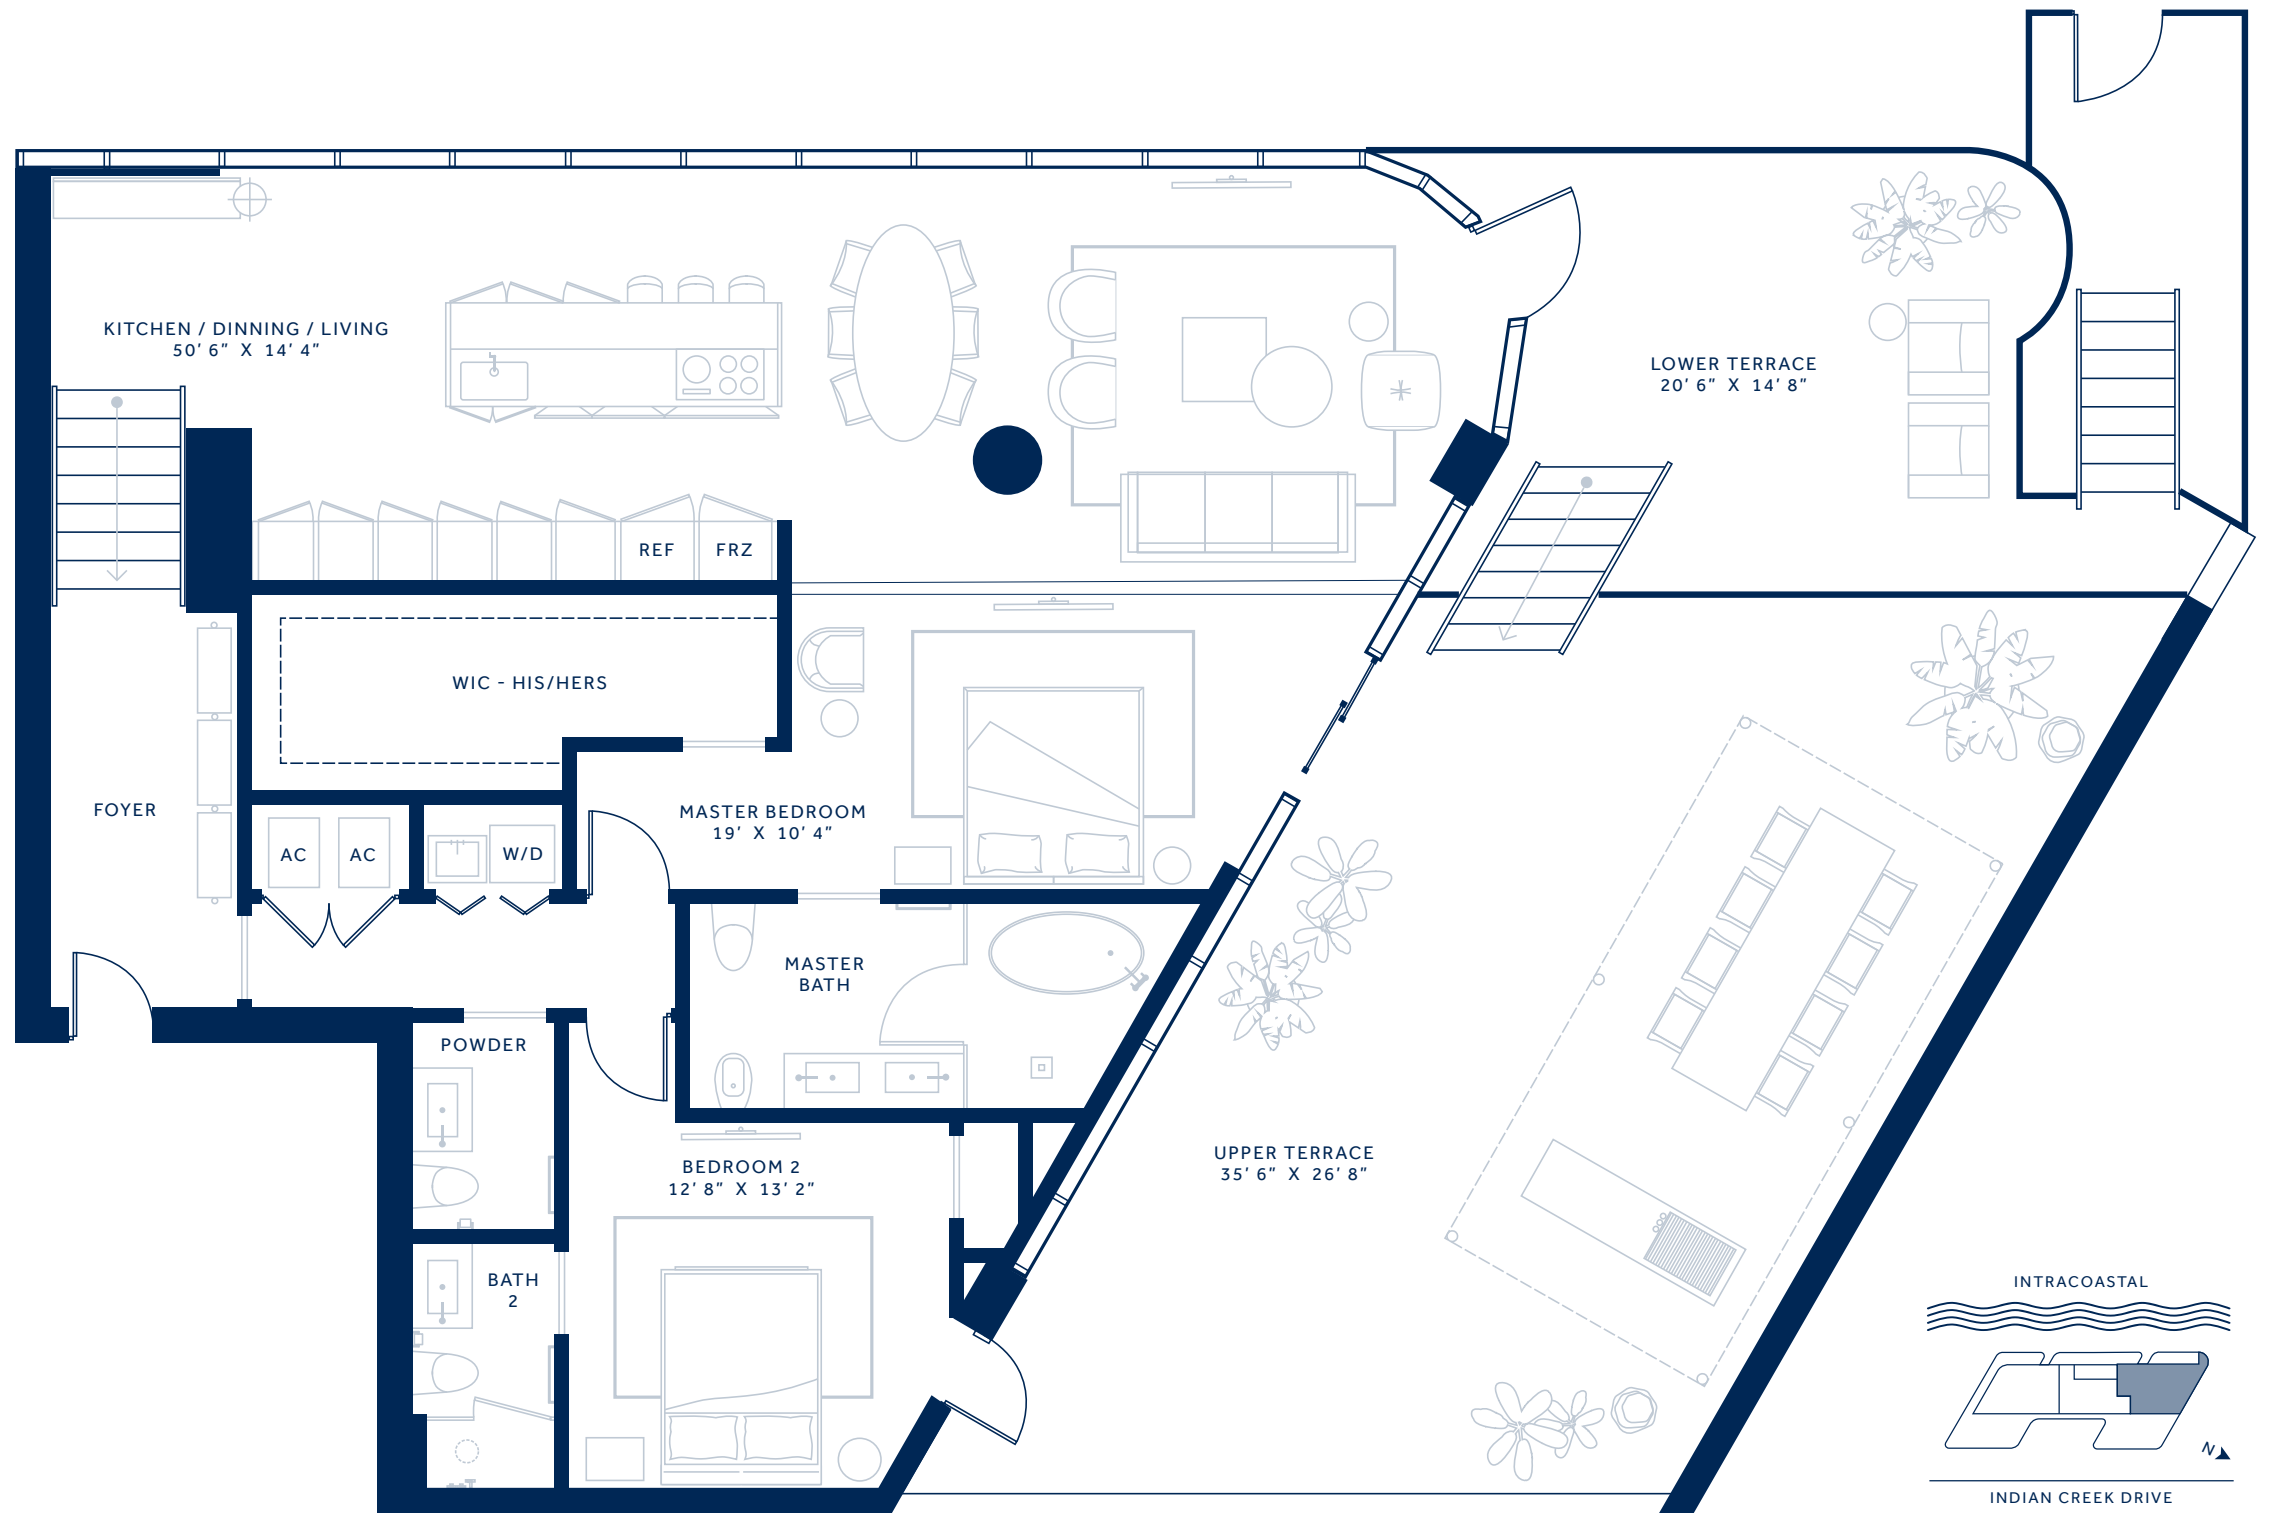 KITCHEN / DINNING / LIVING
50' 6" X 14' 4"
LOWER TERRACE
20' 6" X 14' 8"
REF
FRZ
WIC - HIS/HERS
FOYER
MASTER BEDROOM
19' X 10' 4"
AC
AC
W/D
MASTER
BATH
POWDER
BEDROOM 2
12' 8" X 13' 2"
UPPER TERRACE
35' 6" X 26' 8"
BATH
2
INTRACOASTAL
N
INDIAN CREEK DRIVE